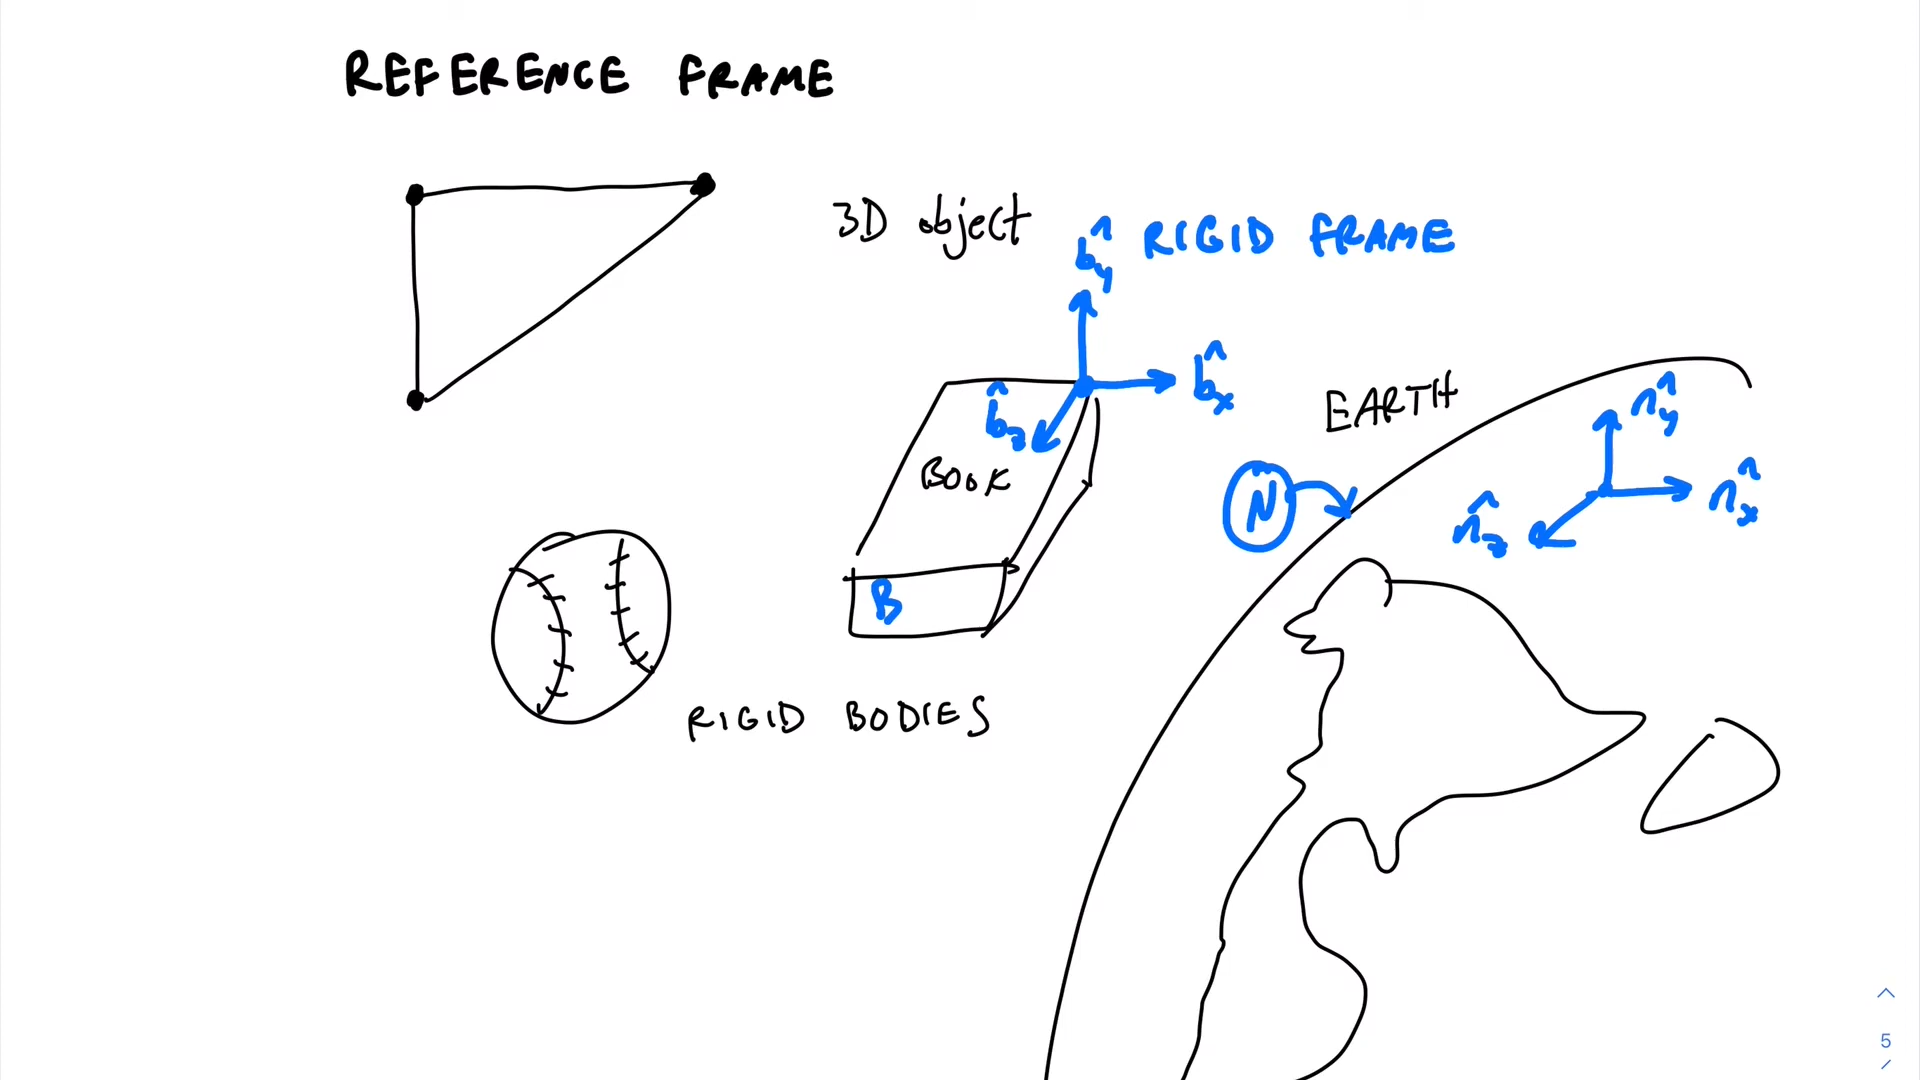 REFERENCE FRAME
3D object
b̂y RIGID FRAME
b̂x
b̂z
BOOK
B
EARTH
n̂y
n̂x
n̂z
N
RIGID BODIES
5